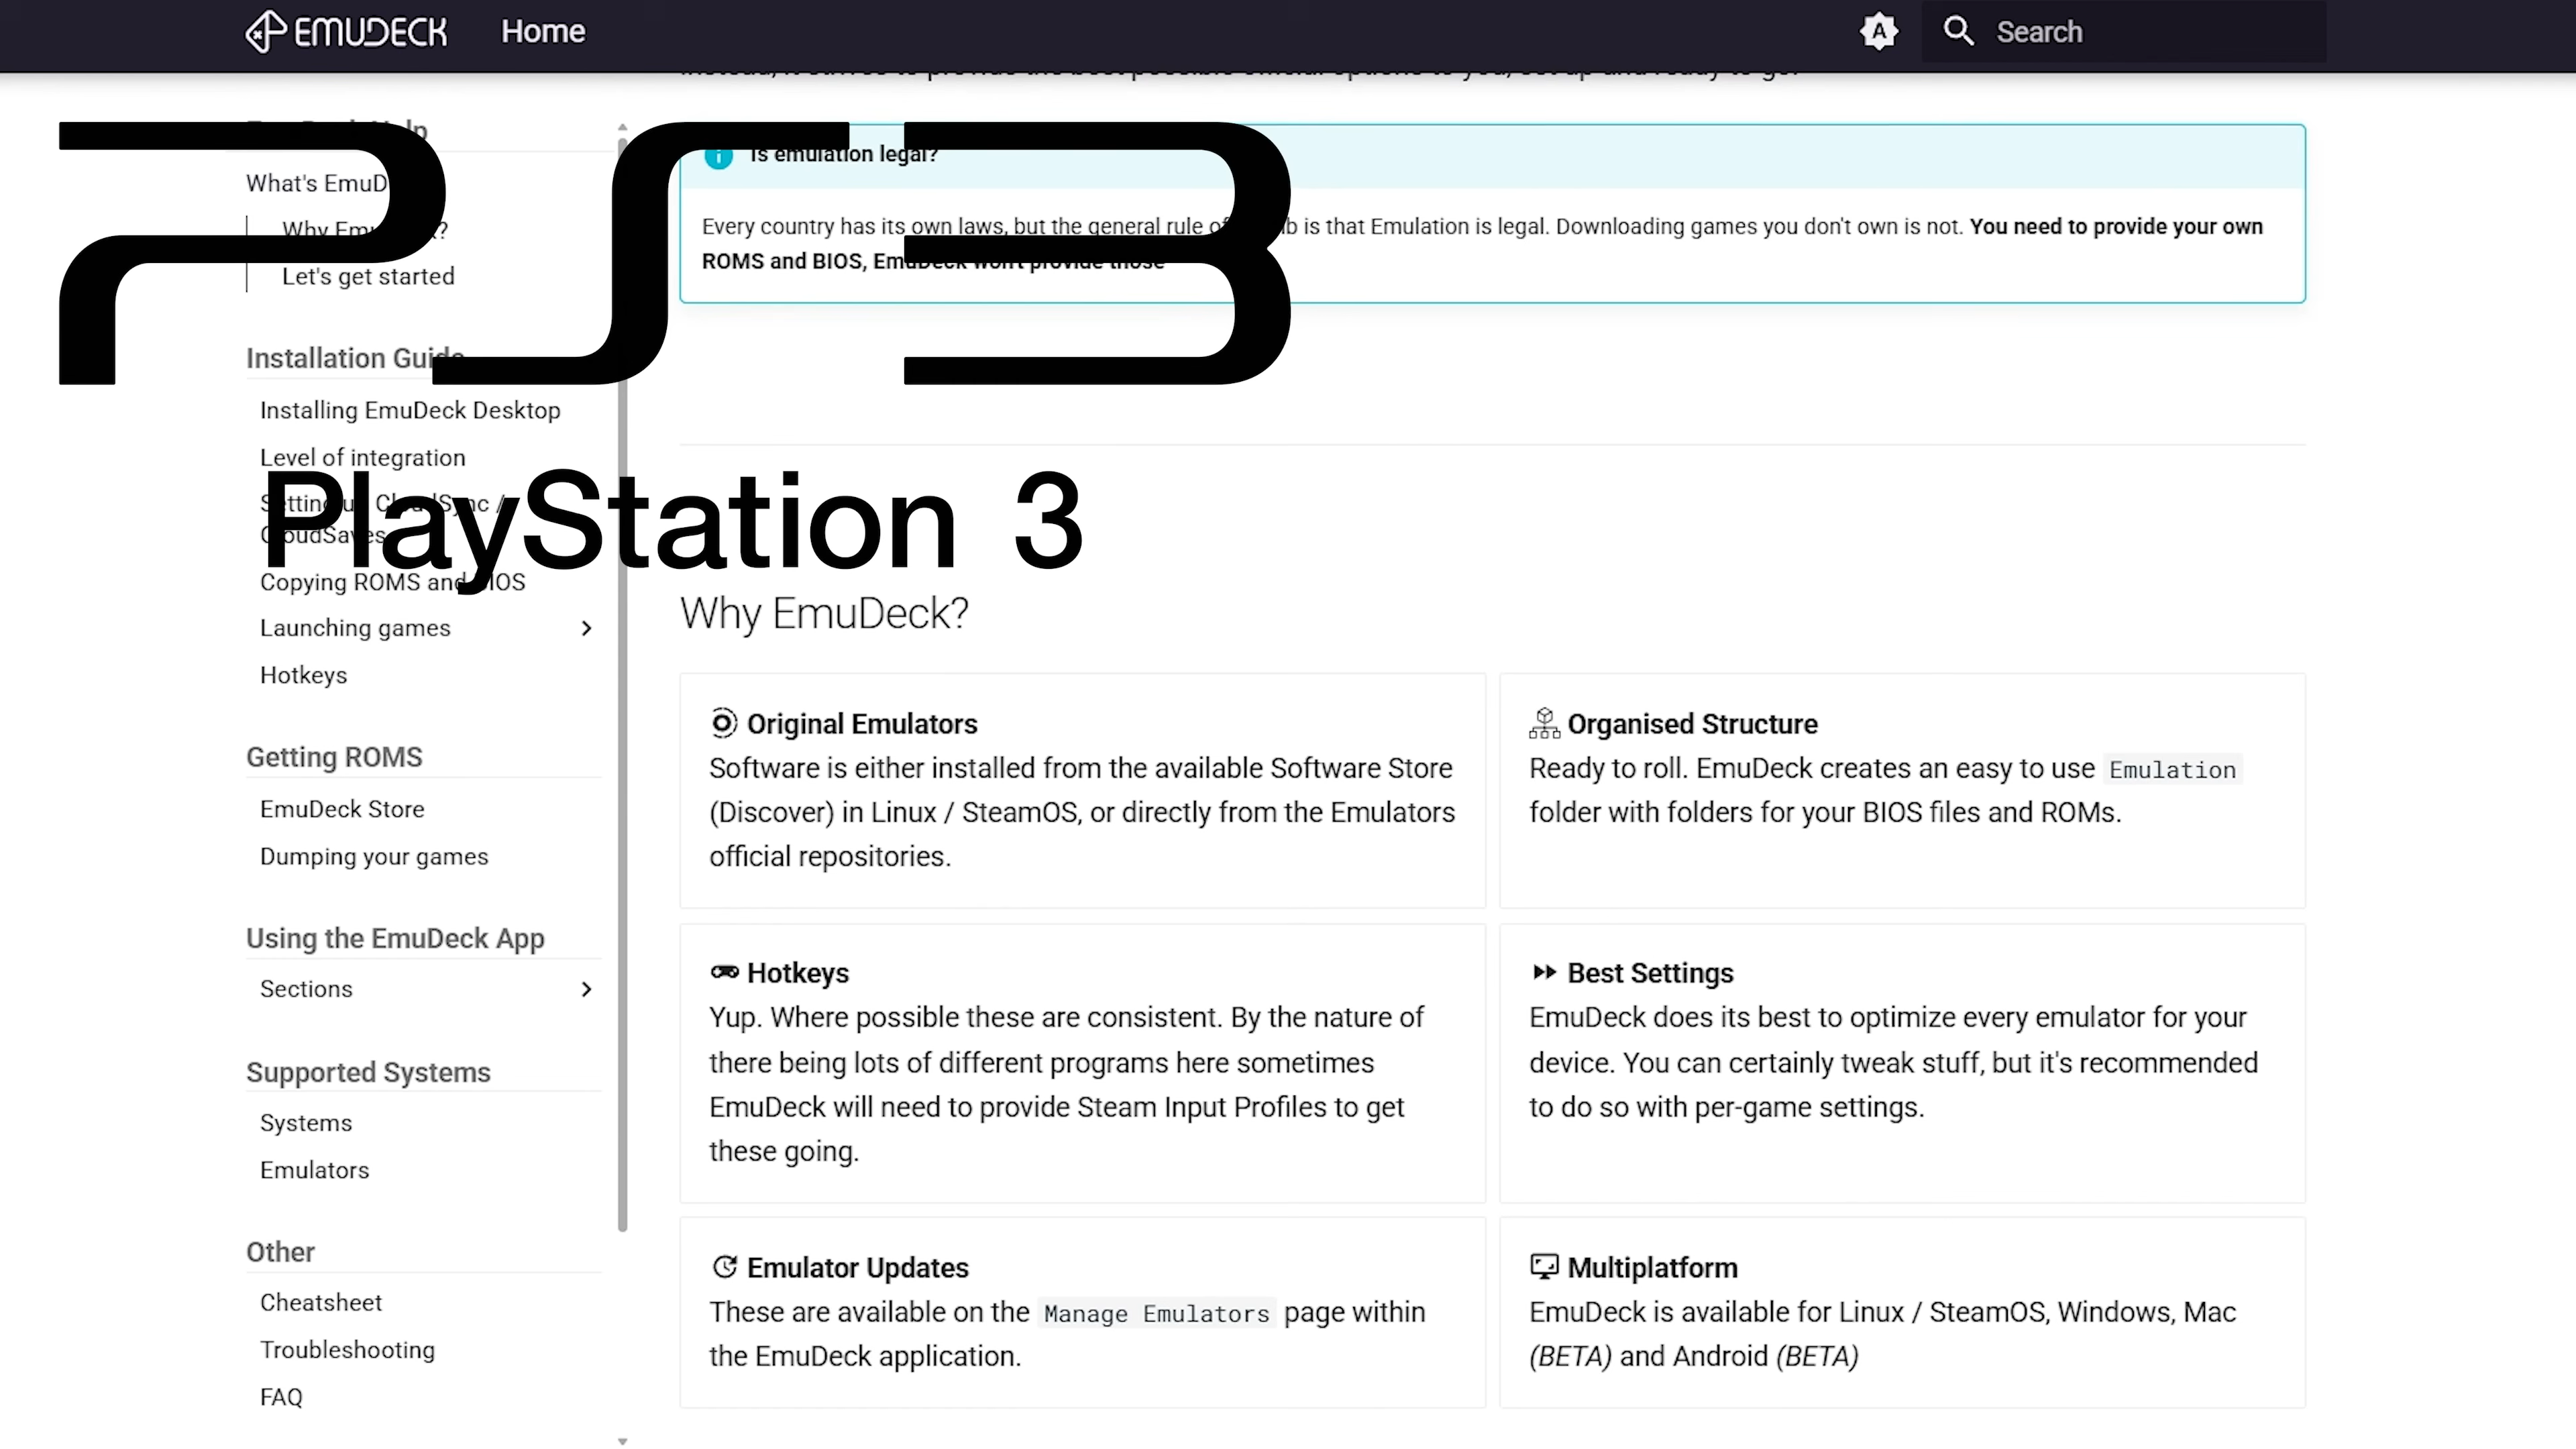 EMUDECK
Home
Search
PS3
PlayStation 3
Let's get started
Installation Guide
Installing EmuDeck Desktop
Level of integration
Copying ROMS and BIOS
Launching games
Hotkeys
Getting ROMS
EmuDeck Store
Dumping your games
Using the EmuDeck App
Sections
Supported Systems
Systems
Emulators
Other
Cheatsheet
Troubleshooting
FAQ
Is emulation legal?
Every country has its own laws, but the general rule of is that Emulation is legal. Downloading games you don't own is not. You need to provide your own
ROMS and BIOS, EmuDeck won't provide those
Why EmuDeck?
Original Emulators
Software is either installed from the available Software Store
(Discover) in Linux / SteamOS, or directly from the Emulators
official repositories.
Organised Structure
Ready to roll. EmuDeck creates an easy to use Emulation
folder with folders for your BIOS files and ROMs.
Hotkeys
Yup. Where possible these are consistent. By the nature of
there being lots of different programs here sometimes
EmuDeck will need to provide Steam Input Profiles to get
these going.
Best Settings
EmuDeck does its best to optimize every emulator for your
device. You can certainly tweak stuff, but it's recommended
to do so with per-game settings.
Emulator Updates
These are available on the Manage Emulators page within
the EmuDeck application.
Multiplatform
EmuDeck is available for Linux / SteamOS, Windows, Mac
(BETA) and Android (BETA)